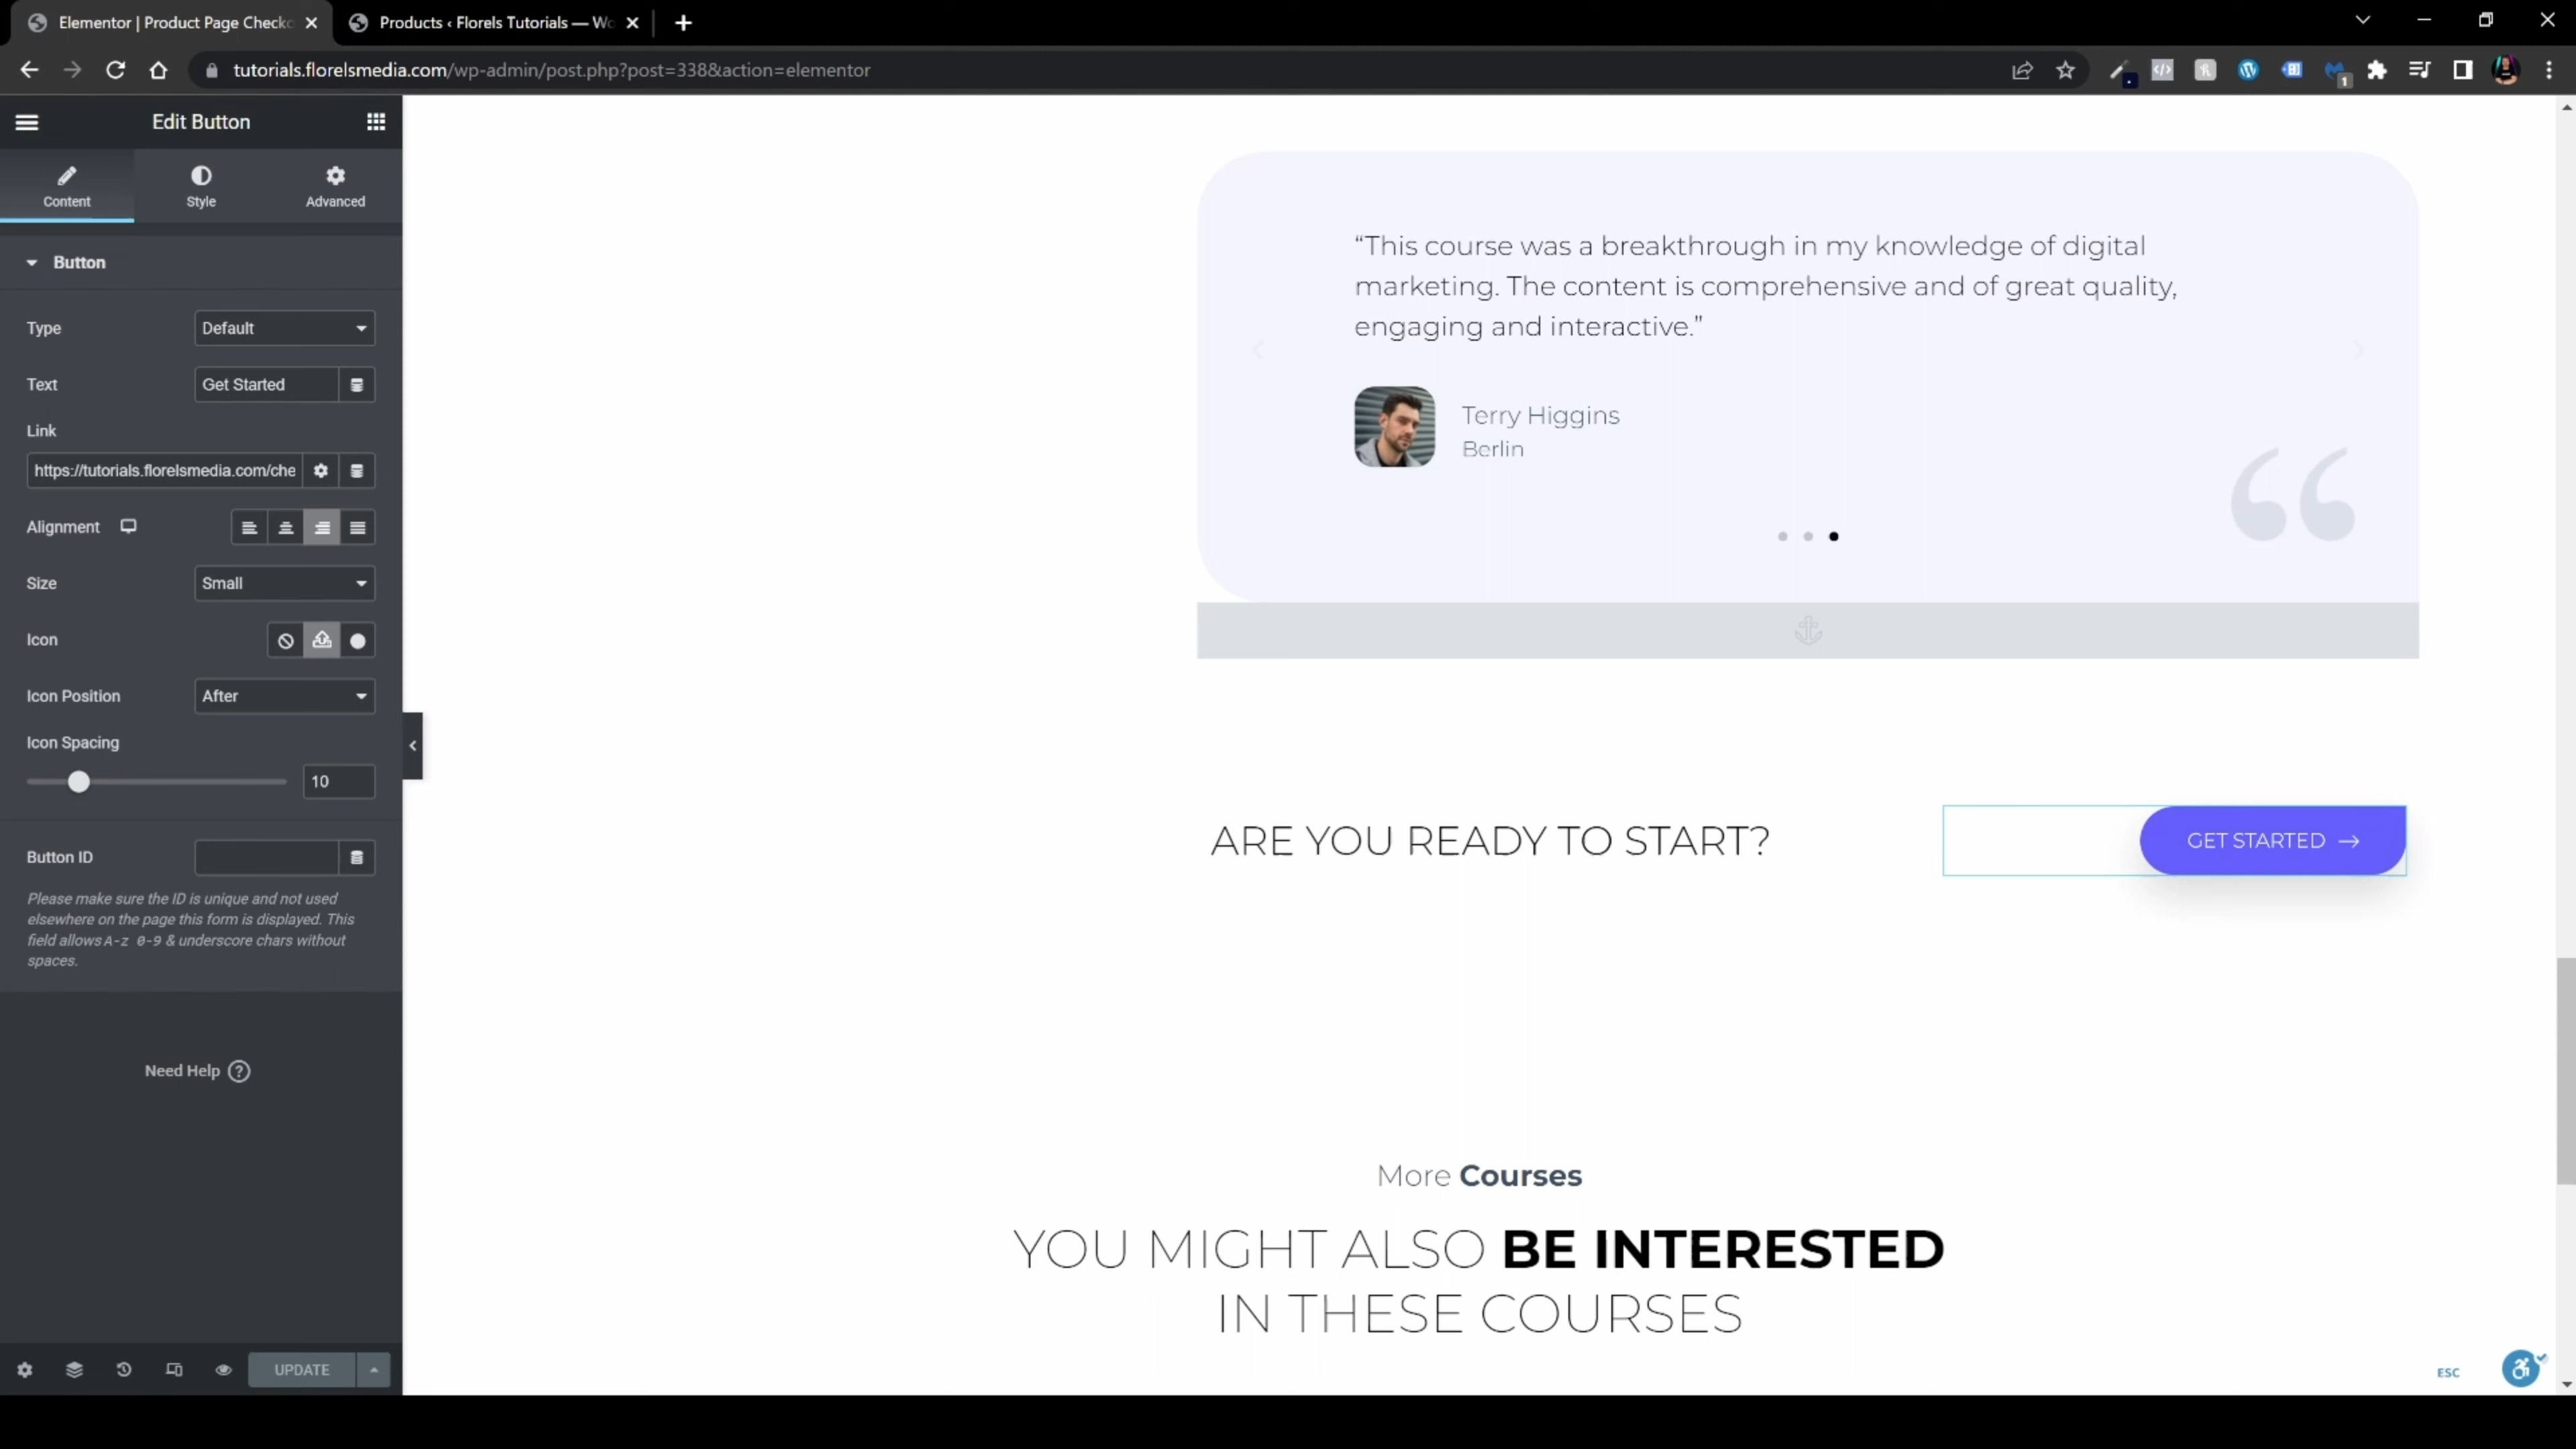 Elementor | Product Page Checko
Products ‹ Florels Tutorials — Wo
tutorials.florelsmedia.com/wp-admin/post.php?post=338&action=elementor
1
Edit Button
Content
Style
Advanced
Button
Type
Default
Text
Get Started
Link
https://tutorials.florelsmedia.com/che
Alignment
Size
Small
Icon
Icon Position
After
Icon Spacing
10
Button ID
Please make sure the ID is unique and not used
elsewhere on the page this form is displayed. This
field allows A-z 0-9 & underscore chars without
spaces.
Need Help
UPDATE
“This course was a breakthrough in my knowledge of digital
marketing. The content is comprehensive and of great quality,
engaging and interactive.”
Terry Higgins
Berlin
ARE YOU READY TO START?
GET STARTED
More Courses
YOU MIGHT ALSO BE INTERESTED
IN THESE COURSES
ESC